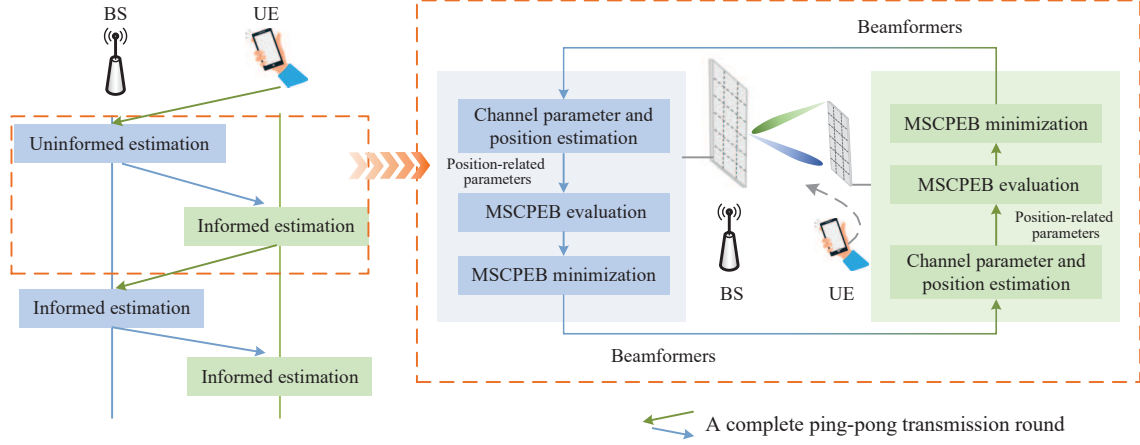 BS
UE
Uninformed estimation
Informed estimation
Informed estimation
Informed estimation
Beamformers
Channel parameter and
position estimation
Position-related
parameters
MSCPEB evaluation
MSCPEB minimization
BS
UE
MSCPEB minimization
MSCPEB evaluation
Position-related
parameters
Channel parameter and
position estimation
Beamformers
A complete ping-pong transmission round